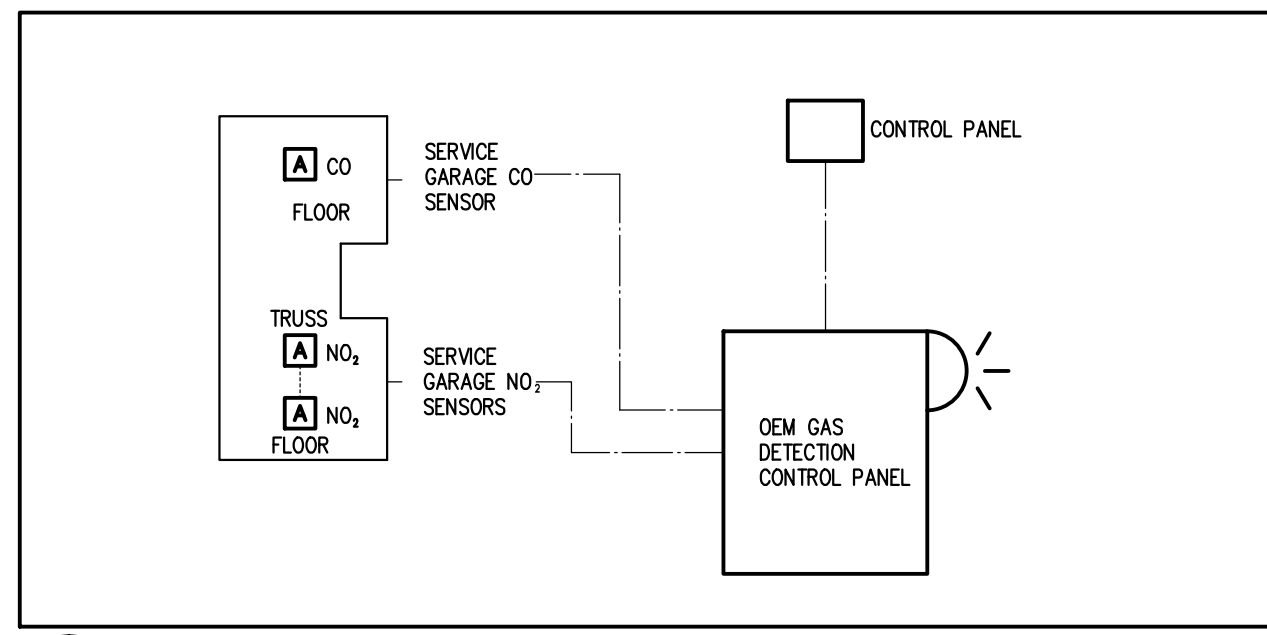 A CO
FLOOR
TRUSS
A NO₂
A NO₂
FLOOR
SERVICE
GARAGE CO
SENSOR
SERVICE
GARAGE NO₂
SENSORS
CONTROL PANEL
OEM GAS
DETECTION
CONTROL PANEL